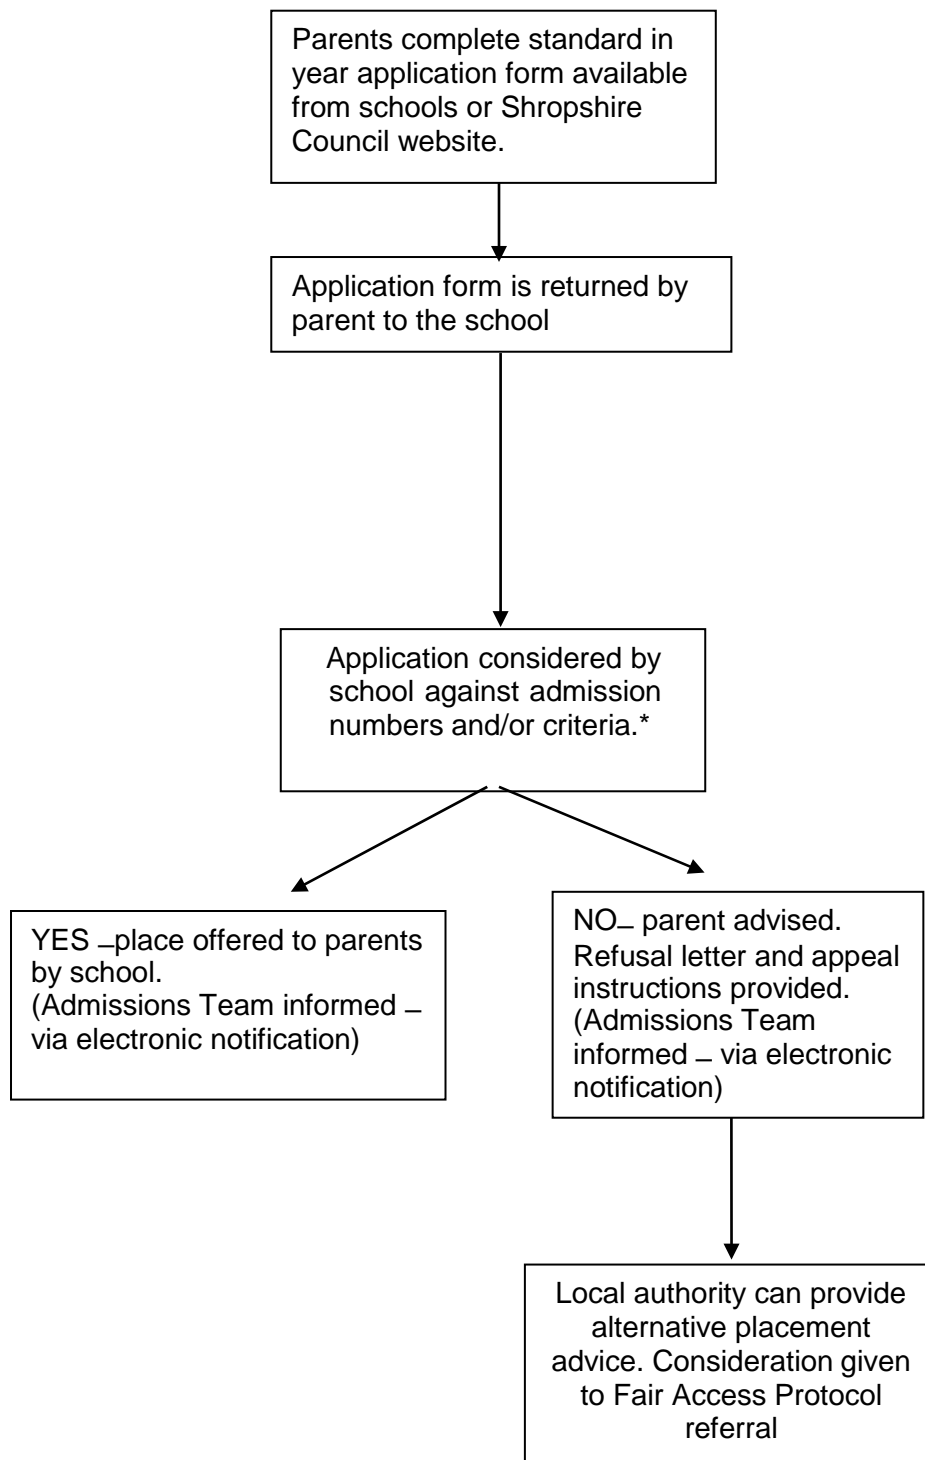 Parents complete standard in
year application form available
from schools or Shropshire
Council website.
Application form is returned by
parent to the school
Application considered by
school against admission
numbers and/or criteria.*
YES –place offered to parents
by school.
(Admissions Team informed –
via electronic notification)
NO– parent advised.
Refusal letter and appeal
instructions provided.
(Admissions Team
informed – via electronic
notification)
Local authority can provide
alternative placement
advice. Consideration given
to Fair Access Protocol
referral